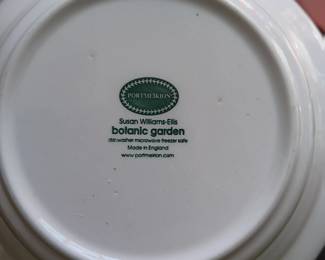 PORTMEIRION
Susan Williams-Ellis
botanic garden
dishwasher microwave freezer safe
Made in England
www.portmeirion.com